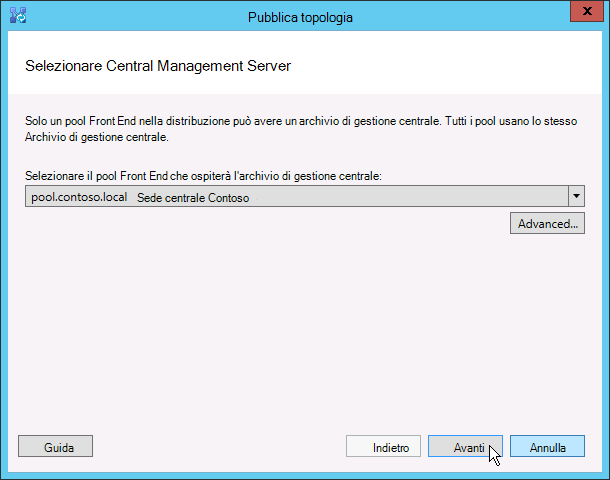 Pubblica topologia
x
Selezionare Central Management Server
Solo un pool Front End nella distribuzione può avere un archivio di gestione centrale. Tutti i pool usano lo stesso
Archivio di gestione centrale.
Selezionare il pool Front End che ospiterà l'archivio di gestione centrale:
pool.contoso.local Sede centrale Contoso
Advanced...
Guida Indietro Avanti Annulla